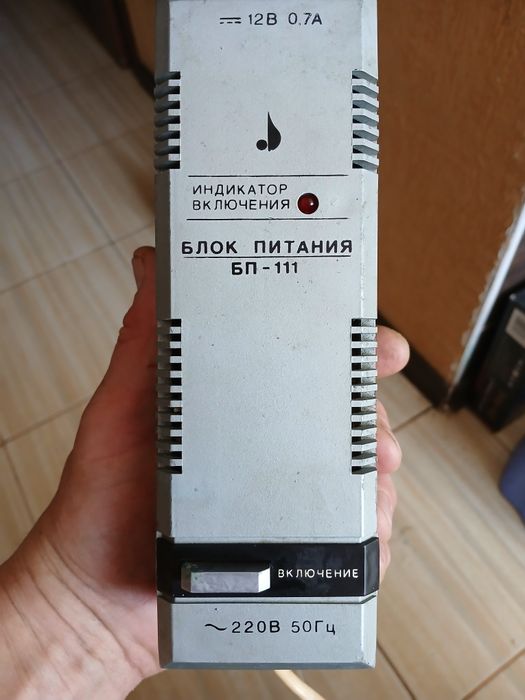 ⎓ 12В 0,7А
ИНДИКАТОР
ВКЛЮЧЕНИЯ
БЛОК ПИТАНИЯ
БП-111
ВКЛЮЧЕНИЕ
~220В 50Гц